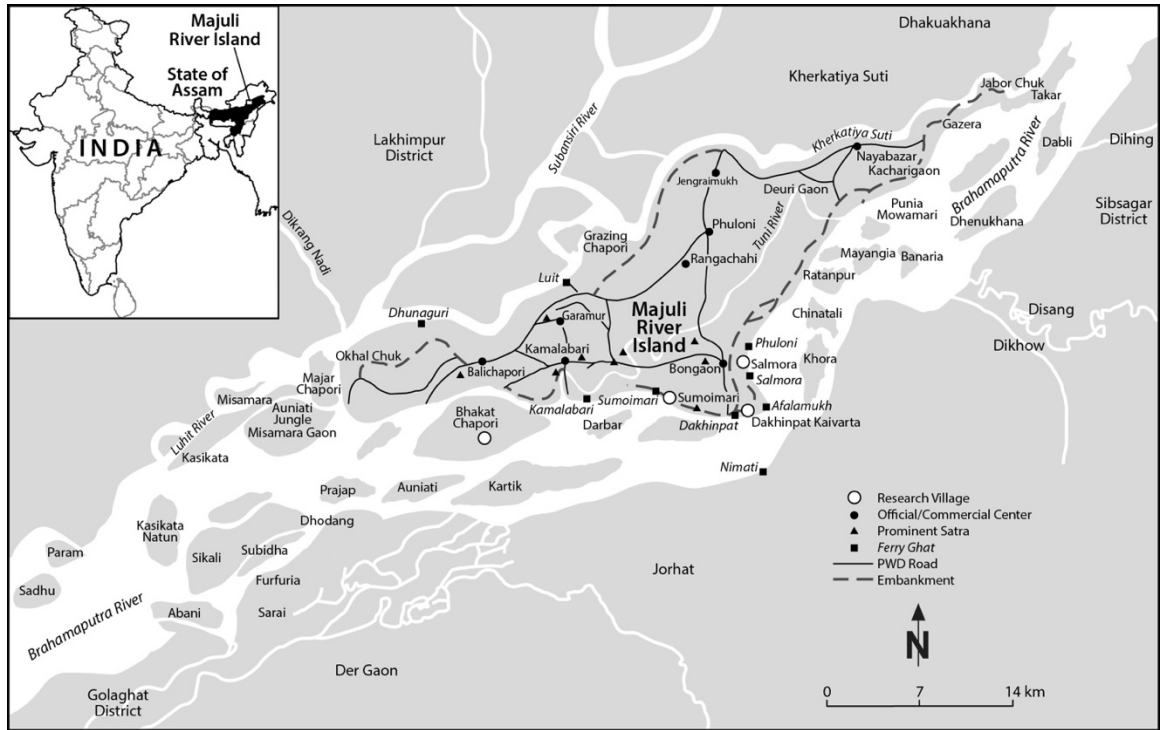 Majuli
River Island
State of
Assam
INDIA
Dhakuakhana
Kherkatiya Suti
Jabor Chuk
Takar
Gazera
Dabli
Dihing
Brahamaputra River
Sibsagar
District
Lakhimpur
District
Subansiri River
Kherkatiya Suti
Nayabazar
Kacharigaon
Jengraimukh
Deuri Gaon
Punia
Mowamari
Dhenukhana
Dikrang Nadi
Grazing
Chapori
Phuloni
Tuni River
Rangachahi
Mayangia
Banaria
Ratanpur
Luit
Disang
Dhunaguri
Garamur
Majuli
River
Island
Chinatali
Dikhow
Okhal Chuk
Kamalabari
Phuloni
Khora
Balichapori
Bongaon
Salmora
Salmora
Majar
Chapori
Misamara
Auniati
Jungle
Misamara Gaon
Luhit River
Kasikata
Bhakat
Chapori
Kamalabari
Sumoimari
Sumoimari
Darbar
Dakhinpat
Afalamukh
Dakhinpat Kaivarta
Nimati
Prajap
Auniati
Kartik
Dhodang
Kasikata
Natun
Sikali
Subidha
Furfuria
Param
Sadhu
Abani
Sarai
Brahamaputra River
Jorhat
Der Gaon
Golaghat
District
Research Village
Official/Commercial Center
Prominent Satra
Ferry Ghat
PWD Road
Embankment
N
0 7 14 km